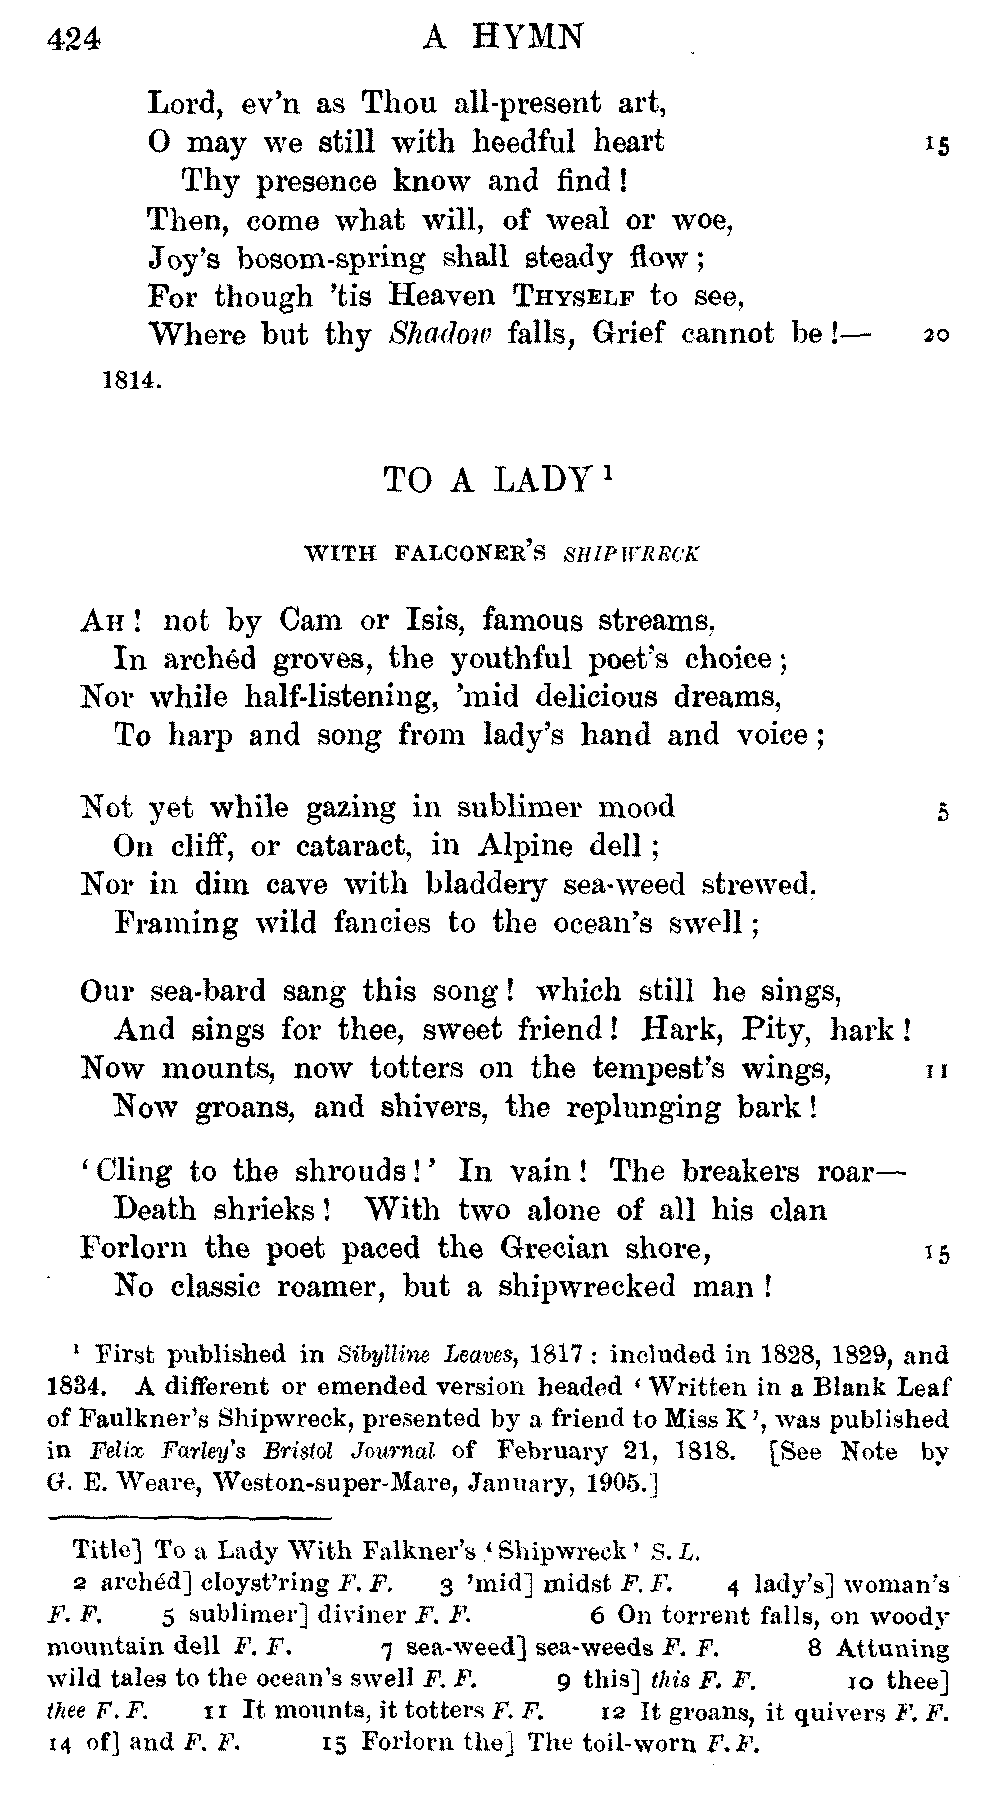 424 A HYMN
Lord, ev'n as Thou all-present art,
O may we still with heedful heart 15
Thy presence know and find!
Then, come what will, of weal or woe,
Joy's bosom-spring shall steady flow;
For though 'tis Heaven THYSELF to see,
Where but thy Shadow falls, Grief cannot be!— 20
1814.
TO A LADY 1
WITH FALCONER'S SHIPWRECK
AH! not by Cam or Isis, famous streams,
In archéd groves, the youthful poet's choice;
Nor while half-listening, 'mid delicious dreams,
To harp and song from lady's hand and voice;
Not yet while gazing in sublimer mood 5
On cliff, or cataract, in Alpine dell;
Nor in dim cave with bladdery sea-weed strewed,
Framing wild fancies to the ocean's swell;
Our sea-bard sang this song! which still he sings,
And sings for thee, sweet friend! Hark, Pity, hark!
Now mounts, now totters on the tempest's wings, 11
Now groans, and shivers, the replunging bark!
'Cling to the shrouds!' In vain! The breakers roar—
Death shrieks! With two alone of all his clan
Forlorn the poet paced the Grecian shore, 15
No classic roamer, but a shipwrecked man!
1 First published in Sibylline Leaves, 1817: included in 1828, 1829, and
1834. A different or emended version headed 'Written in a Blank Leaf
of Faulkner's Shipwreck, presented by a friend to Miss K', was published
in Felix Farley's Bristol Journal of February 21, 1818. [See Note by
G. E. Weare, Weston-super-Mare, January, 1905.]
Title] To a Lady With Falkner's 'Shipwreck' S. L.
2 archéd] cloyst'ring F. F. 3 'mid] midst F. F. 4 lady's] woman's
F. F. 5 sublimer] diviner F. F. 6 On torrent falls, on woody
mountain dell F. F. 7 sea-weed] sea-weeds F. F. 8 Attuning
wild tales to the ocean's swell F. F. 9 this] this F. F. 10 thee]
thee F. F. 11 It mounts, it totters F. F. 12 It groans, it quivers F. F.
14 of] and F. F. 15 Forlorn the] The toil-worn F. F.